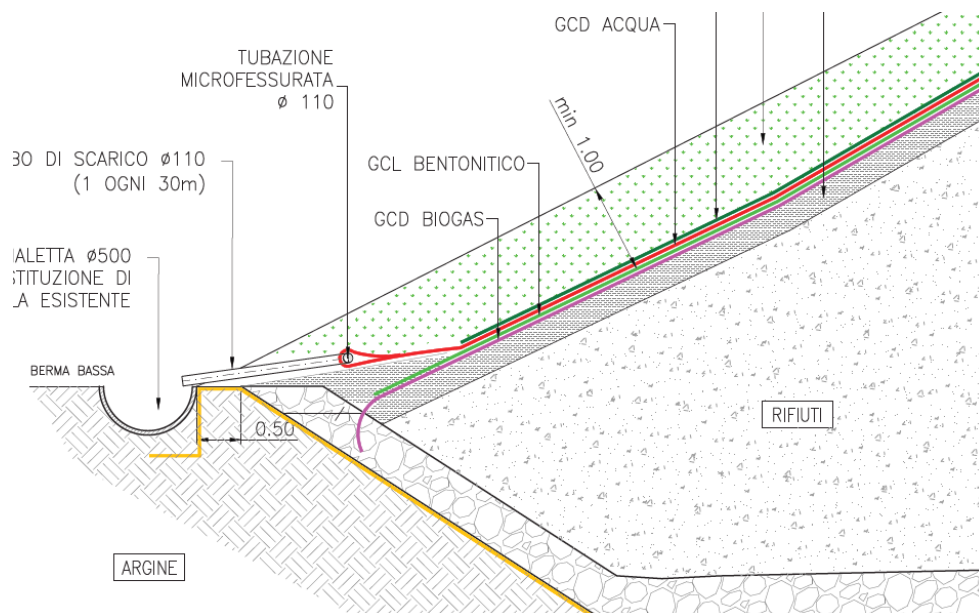 GCD ACQUA
TUBAZIONE
MICROFESSURATA
ø 110
min 1.00
BO DI SCARICO ø110
(1 OGNI 30m)
GCL BENTONITICO
GCD BIOGAS
IALETTA ø500
STITUZIONE DI
LA ESISTENTE
BERMA BASSA
0.50
RIFIUTI
ARGINE